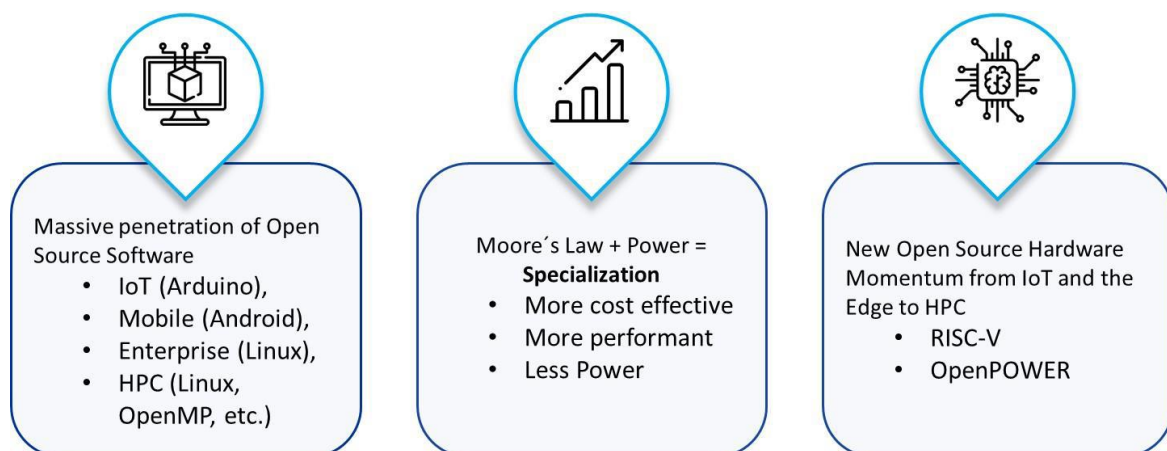 Massive penetration of Open
Source Software
• IoT (Arduino),
• Mobile (Android),
• Enterprise (Linux),
• HPC (Linux,
OpenMP, etc.)
Moore´s Law + Power =
Specialization
• More cost effective
• More performant
• Less Power
New Open Source Hardware
Momentum from IoT and the
Edge to HPC
• RISC-V
• OpenPOWER